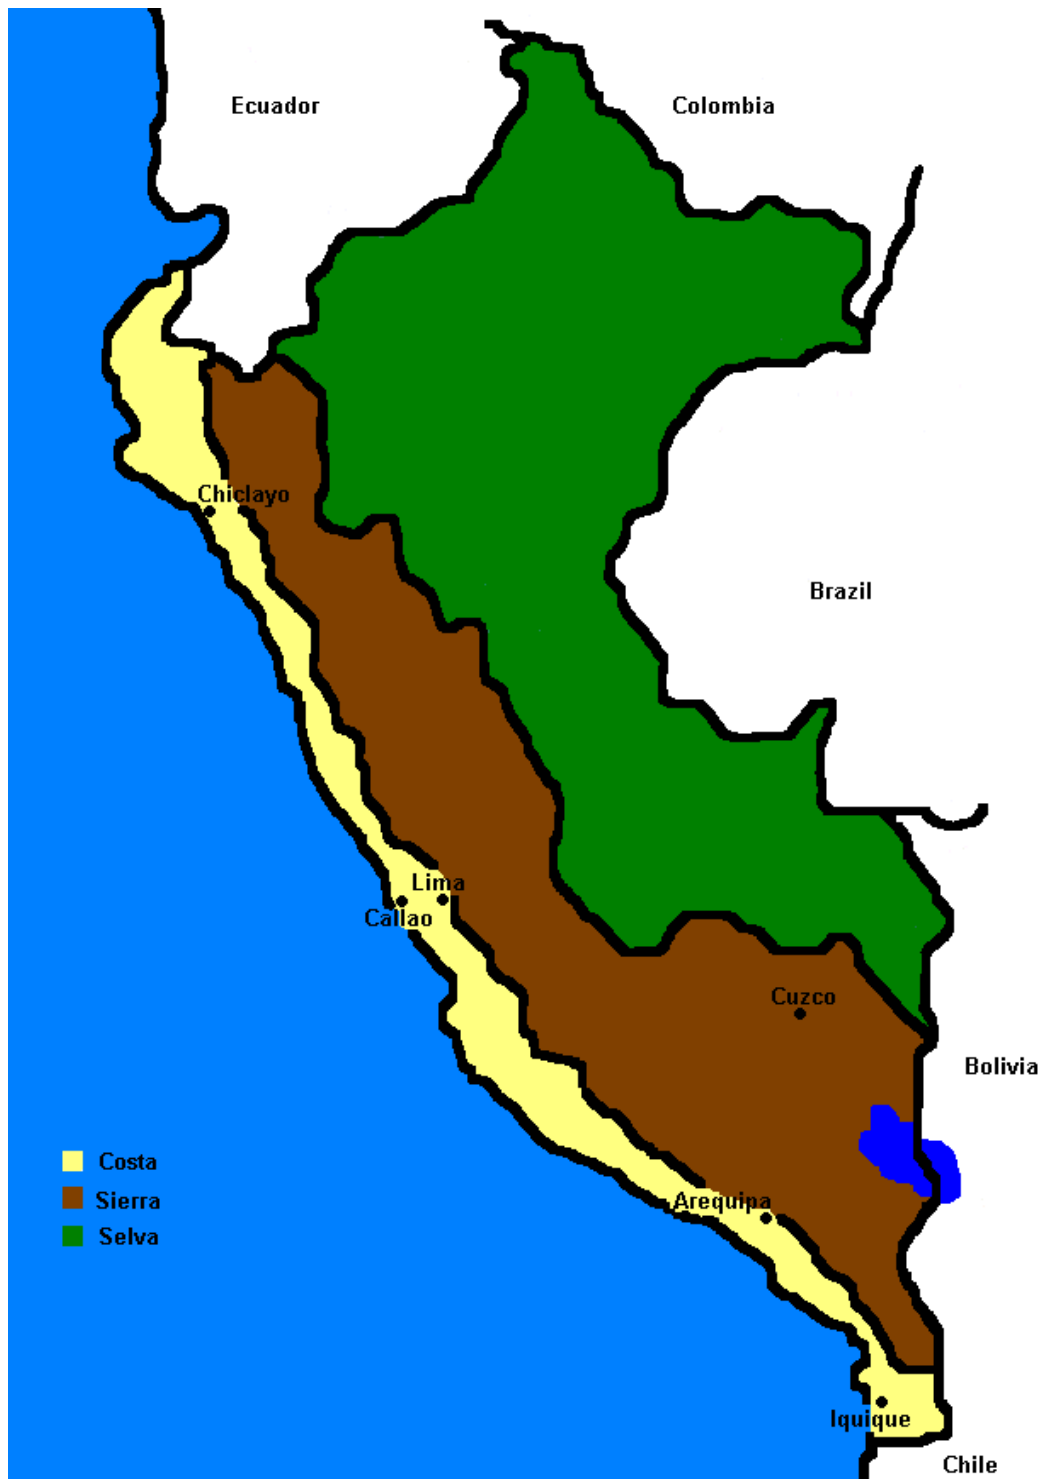 Ecuador
Colombia
Chiclayo
Brazil
Lima
Callao
Cuzco
Bolivia
Costa
Sierra
Arequipa
Selva
Iquique
Chile